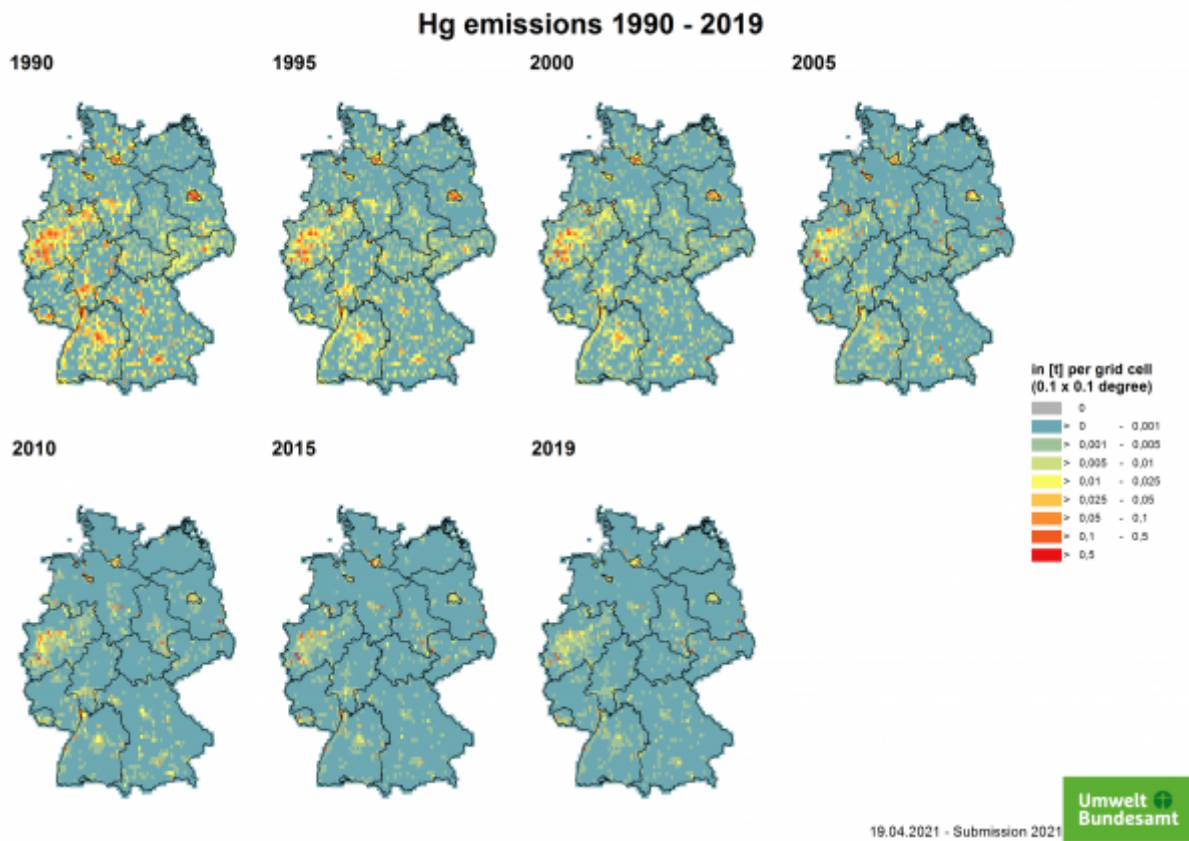 Hg emissions 1990 - 2019
1990
1995
2000
2005
2010
2015
2019
in [t] per grid cell
(0.1 x 0.1 degree)
0
> 0 - 0,001
> 0,001 - 0,005
> 0,005 - 0,01
> 0,01 - 0,025
> 0,025 - 0,05
> 0,05 - 0,1
> 0,1 - 0,5
> 0,5
Umwelt
Bundesamt
19.04.2021 - Submission 2021